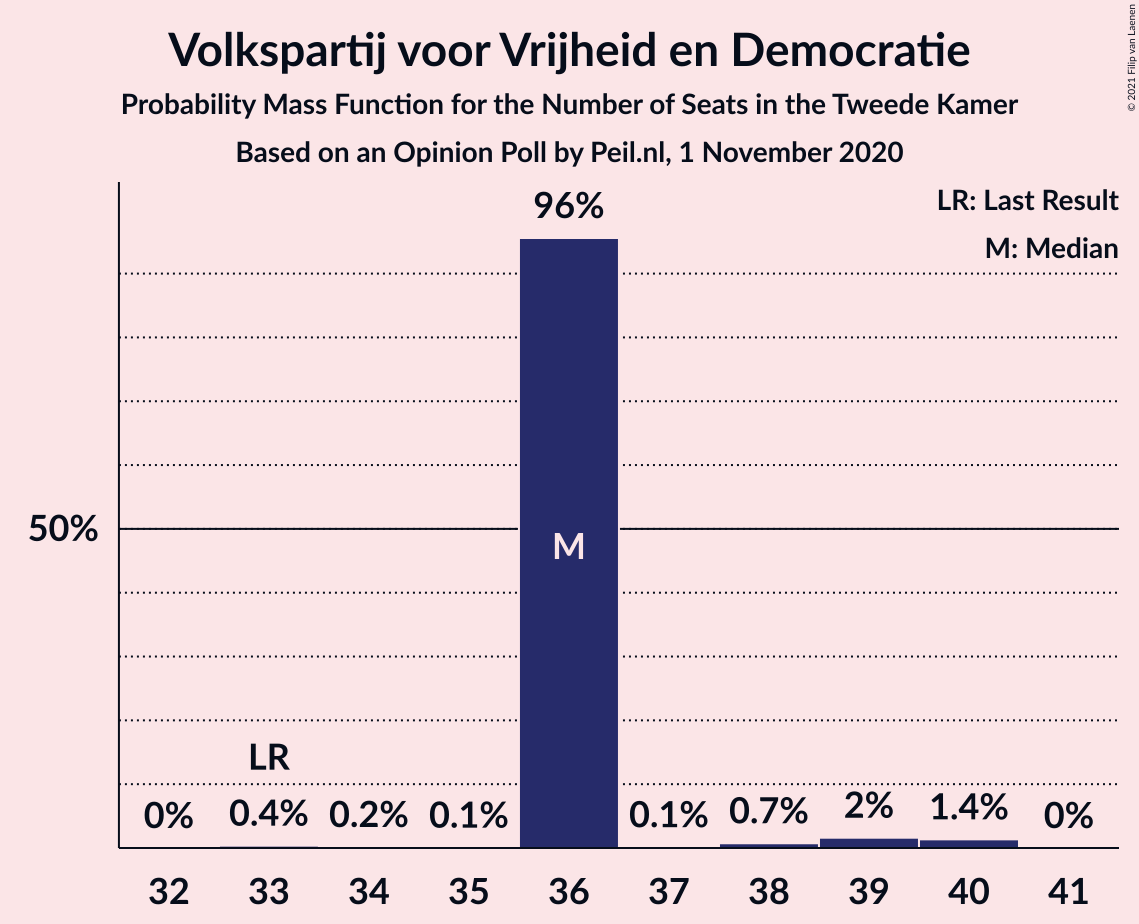 Volkspartij voor Vrijheid en Democratie
Probability Mass Function for the Number of Seats in the Tweede Kamer
Based on an Opinion Poll by Peil.nl, 1 November 2020
© 2021 Filip van Laenen
LR: Last Result
M: Median
96%
50%
M
LR
0% 0.4% 0.2% 0.1% 0.1% 0.7% 2% 1.4% 0%
32 33 34 35 36 37 38 39 40 41